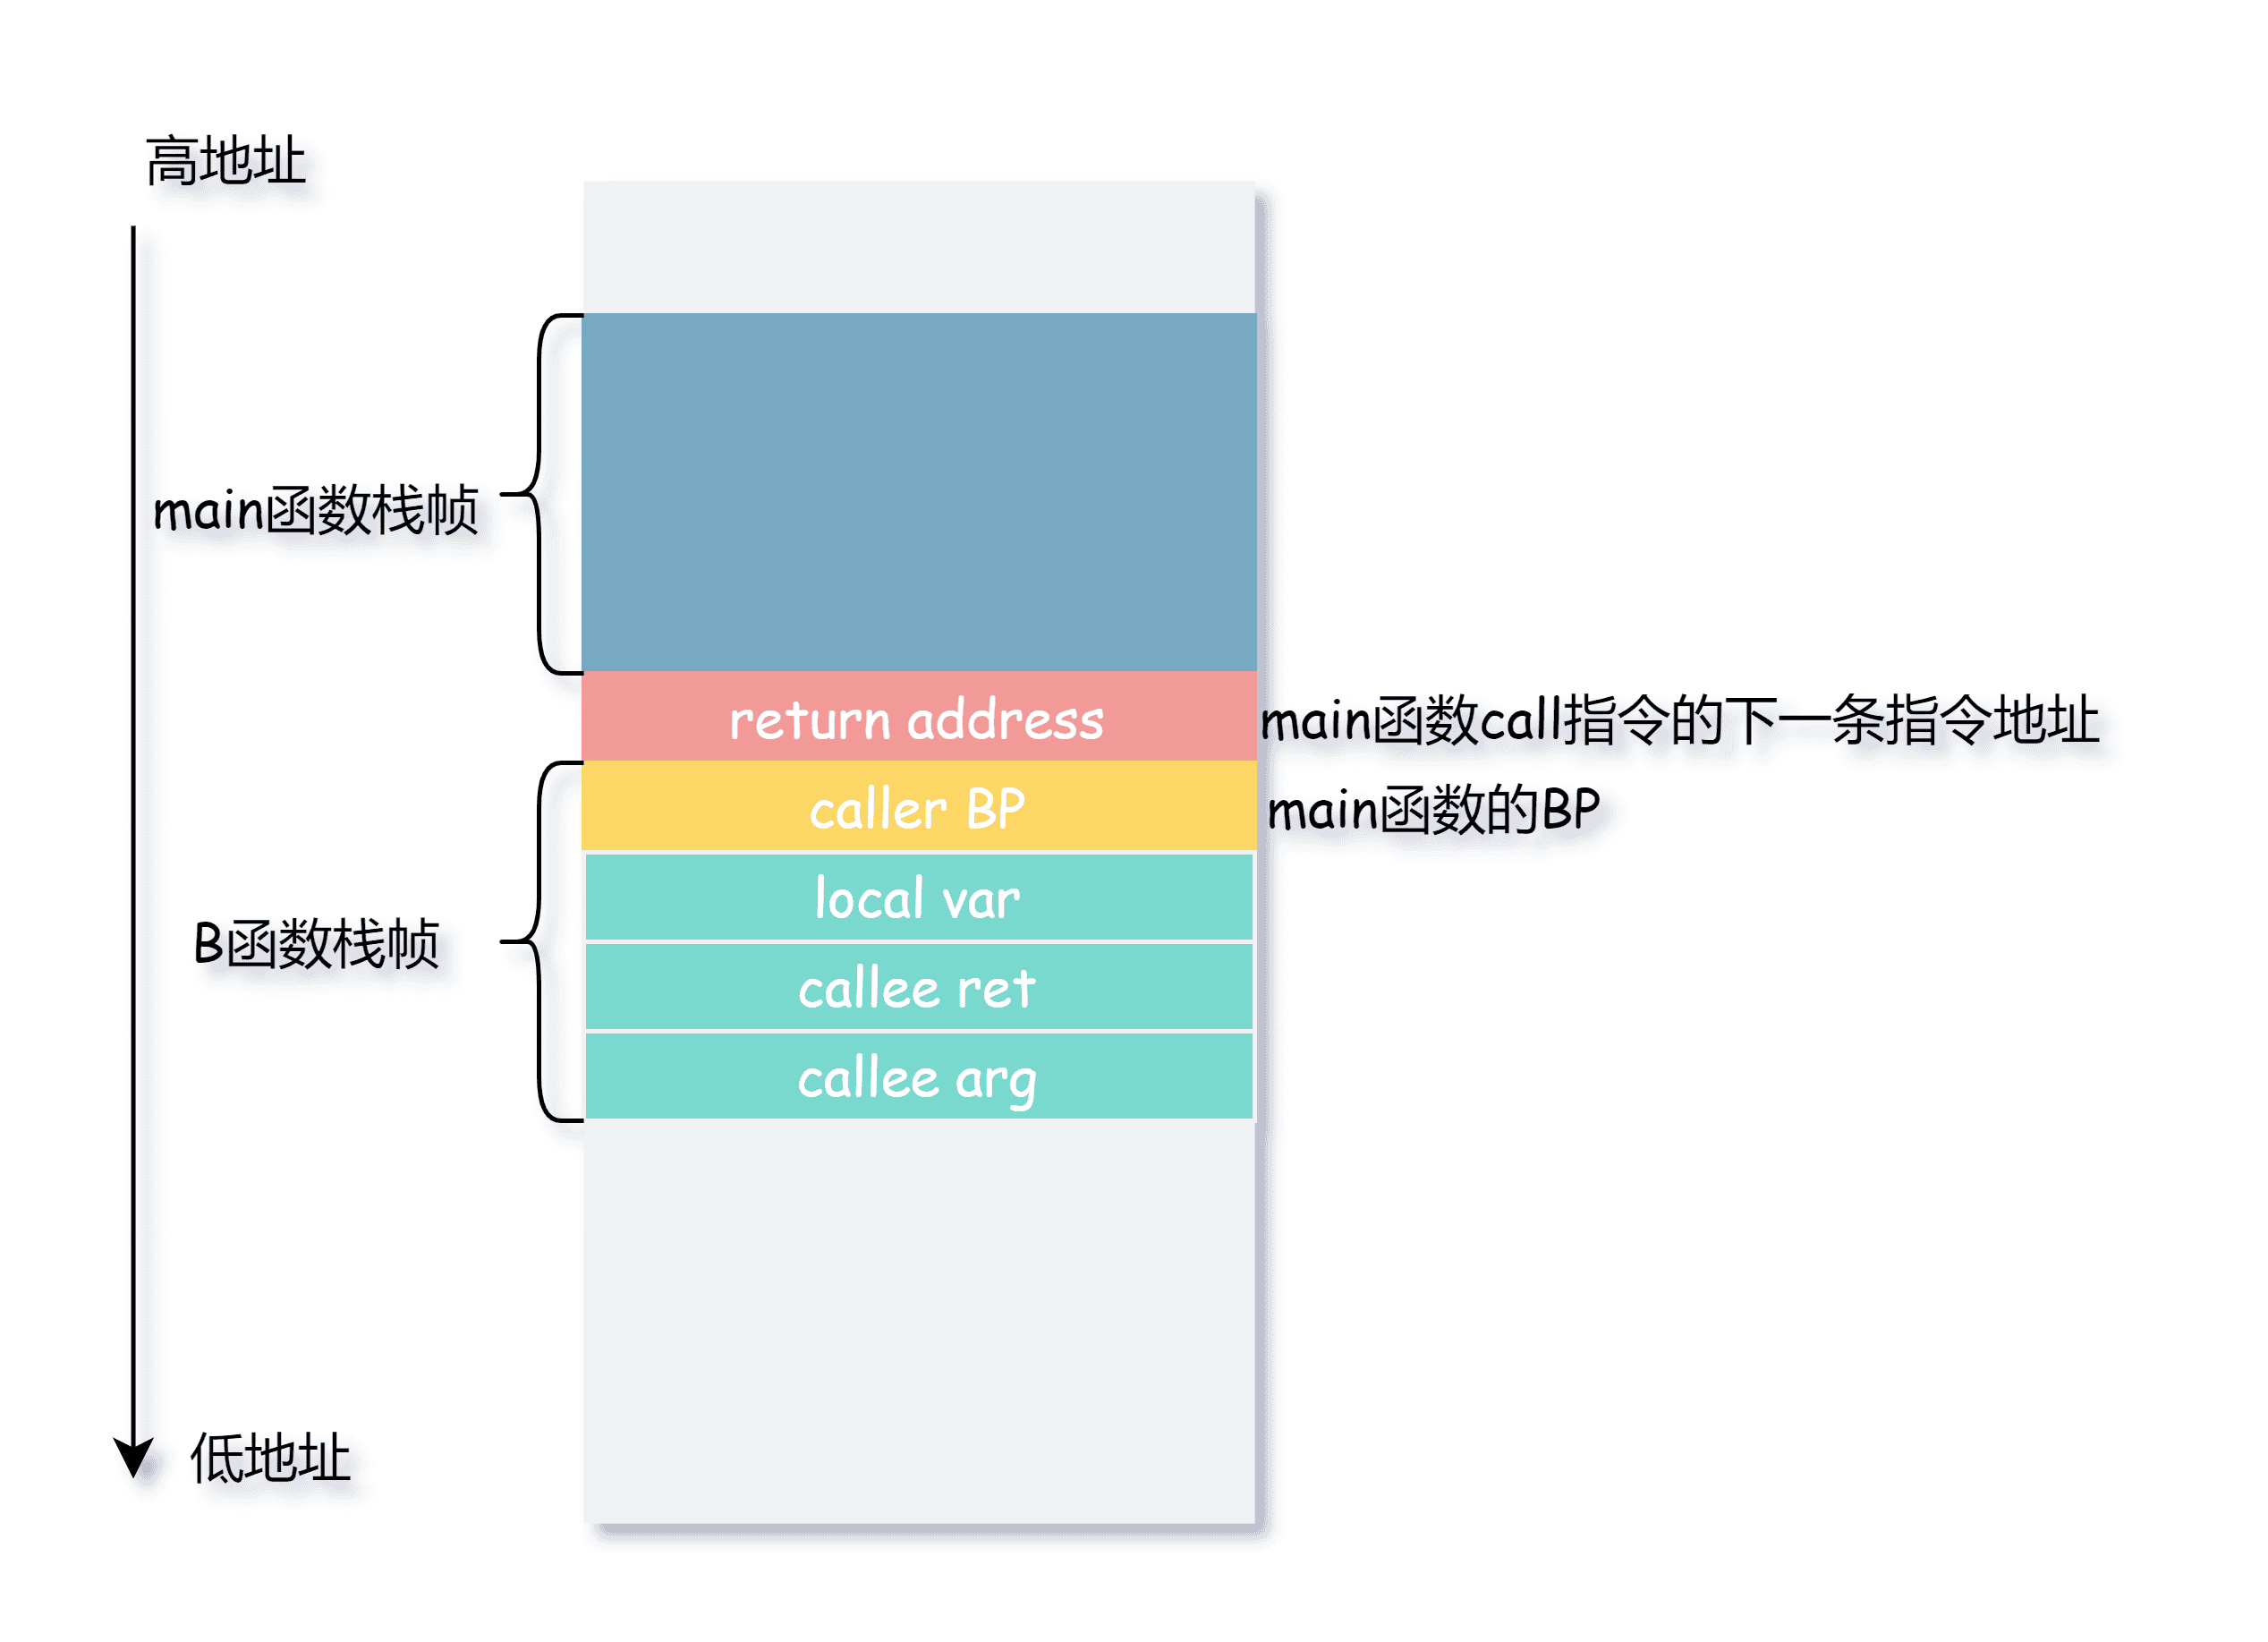 高地址
main函数栈帧
return address
main函数call指令的下一条指令地址
caller BP
main函数的BP
local var
B函数栈帧
callee ret
callee arg
低地址